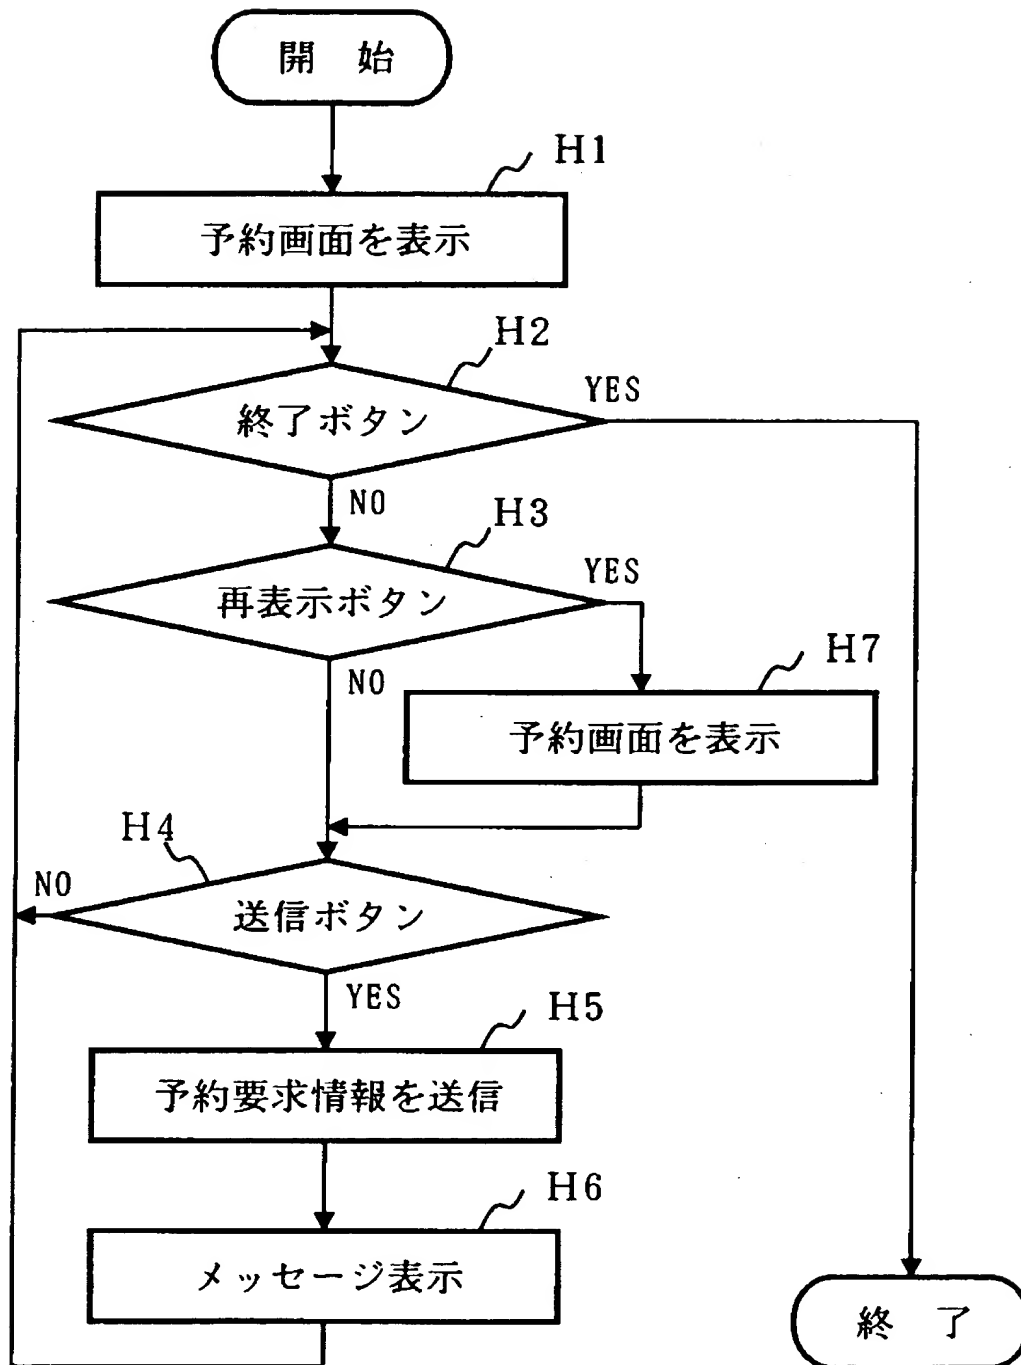 開 始
H1
予約画面を表示
H2
終了ボタン
YES
NO
H3
再表示ボタン
YES
NO
H7
予約画面を表示
H4
送信ボタン
NO
YES
H5
予約要求情報を送信
H6
メッセージ表示
終 了